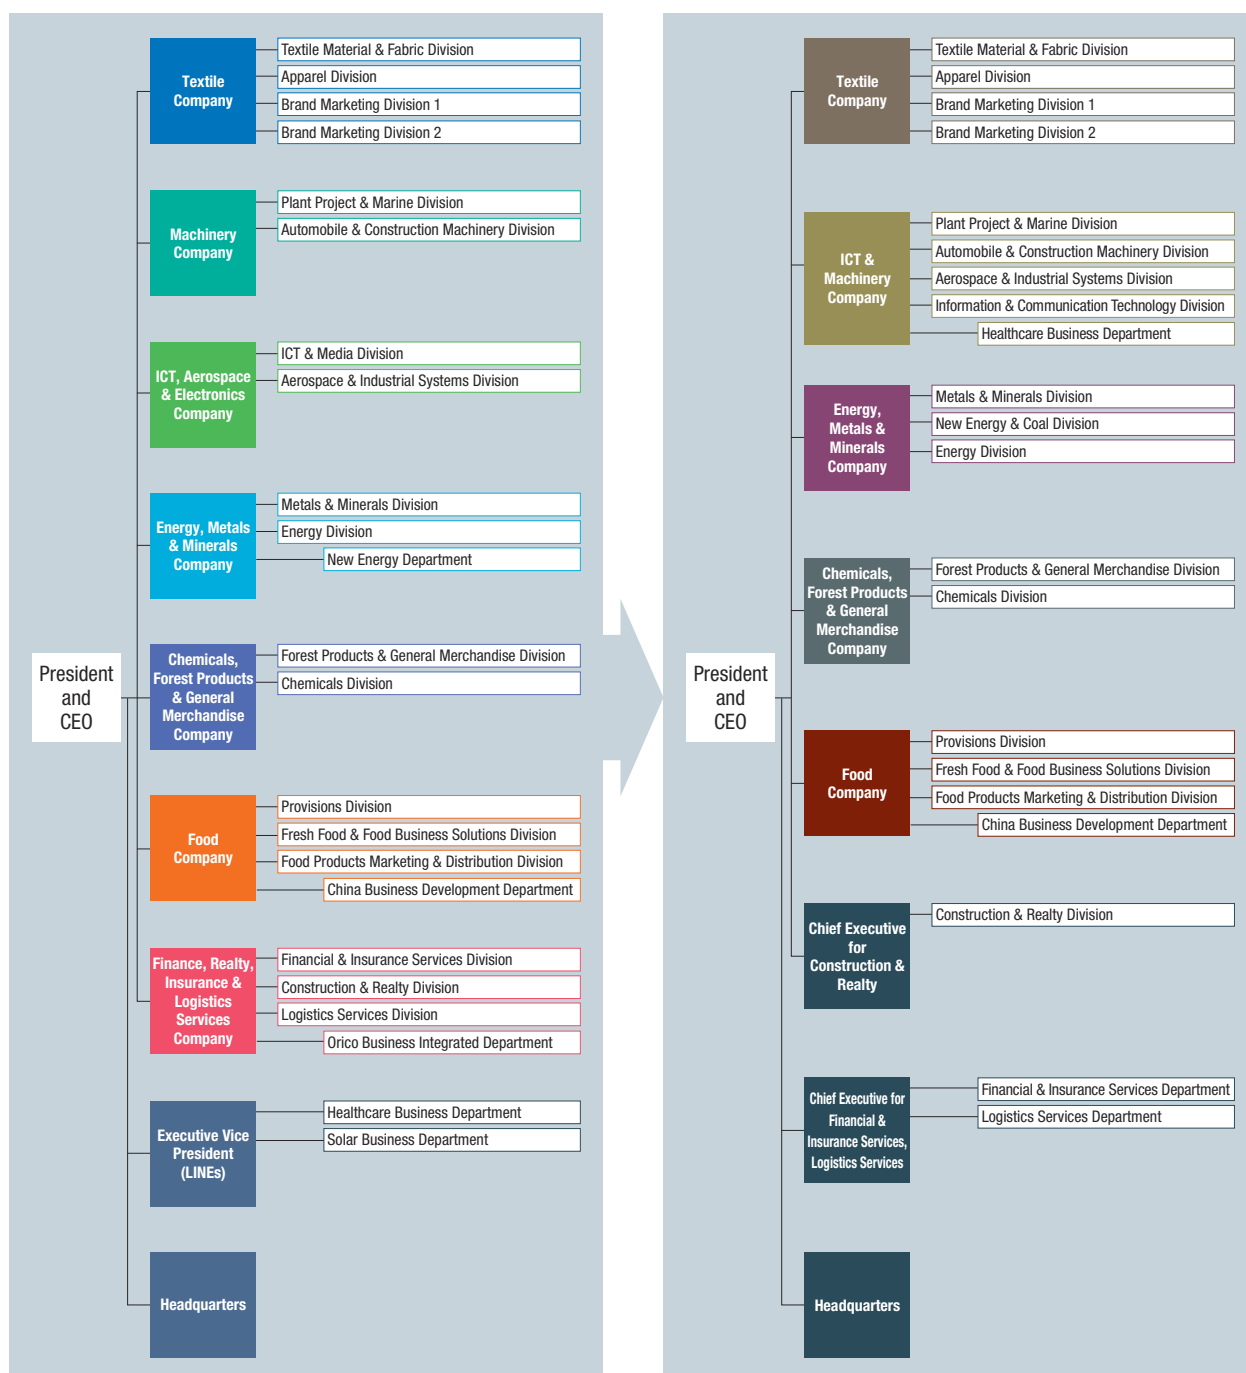 President
and
CEO
Textile
Company
Textile Material & Fabric Division
Apparel Division
Brand Marketing Division 1
Brand Marketing Division 2
Machinery
Company
Plant Project & Marine Division
Automobile & Construction Machinery Division
ICT, Aerospace
& Electronics
Company
ICT & Media Division
Aerospace & Industrial Systems Division
Energy, Metals
& Minerals
Company
Metals & Minerals Division
Energy Division
New Energy Department
Chemicals,
Forest Products
& General
Merchandise
Company
Forest Products & General Merchandise Division
Chemicals Division
Food
Company
Provisions Division
Fresh Food & Food Business Solutions Division
Food Products Marketing & Distribution Division
China Business Development Department
Finance, Realty,
Insurance &
Logistics
Services
Company
Financial & Insurance Services Division
Construction & Realty Division
Logistics Services Division
Orico Business Integrated Department
Executive Vice
President
(LINEs)
Healthcare Business Department
Solar Business Department
Headquarters
President
and
CEO
Textile
Company
Textile Material & Fabric Division
Apparel Division
Brand Marketing Division 1
Brand Marketing Division 2
ICT &
Machinery
Company
Plant Project & Marine Division
Automobile & Construction Machinery Division
Aerospace & Industrial Systems Division
Information & Communication Technology Division
Healthcare Business Department
Energy,
Metals &
Minerals
Company
Metals & Minerals Division
New Energy & Coal Division
Energy Division
Chemicals,
Forest Products
& General
Merchandise
Company
Forest Products & General Merchandise Division
Chemicals Division
Food
Company
Provisions Division
Fresh Food & Food Business Solutions Division
Food Products Marketing & Distribution Division
China Business Development Department
Chief Executive
for
Construction &
Realty
Construction & Realty Division
Chief Executive for
Financial &
Insurance Services,
Logistics Services
Financial & Insurance Services Department
Logistics Services Department
Headquarters